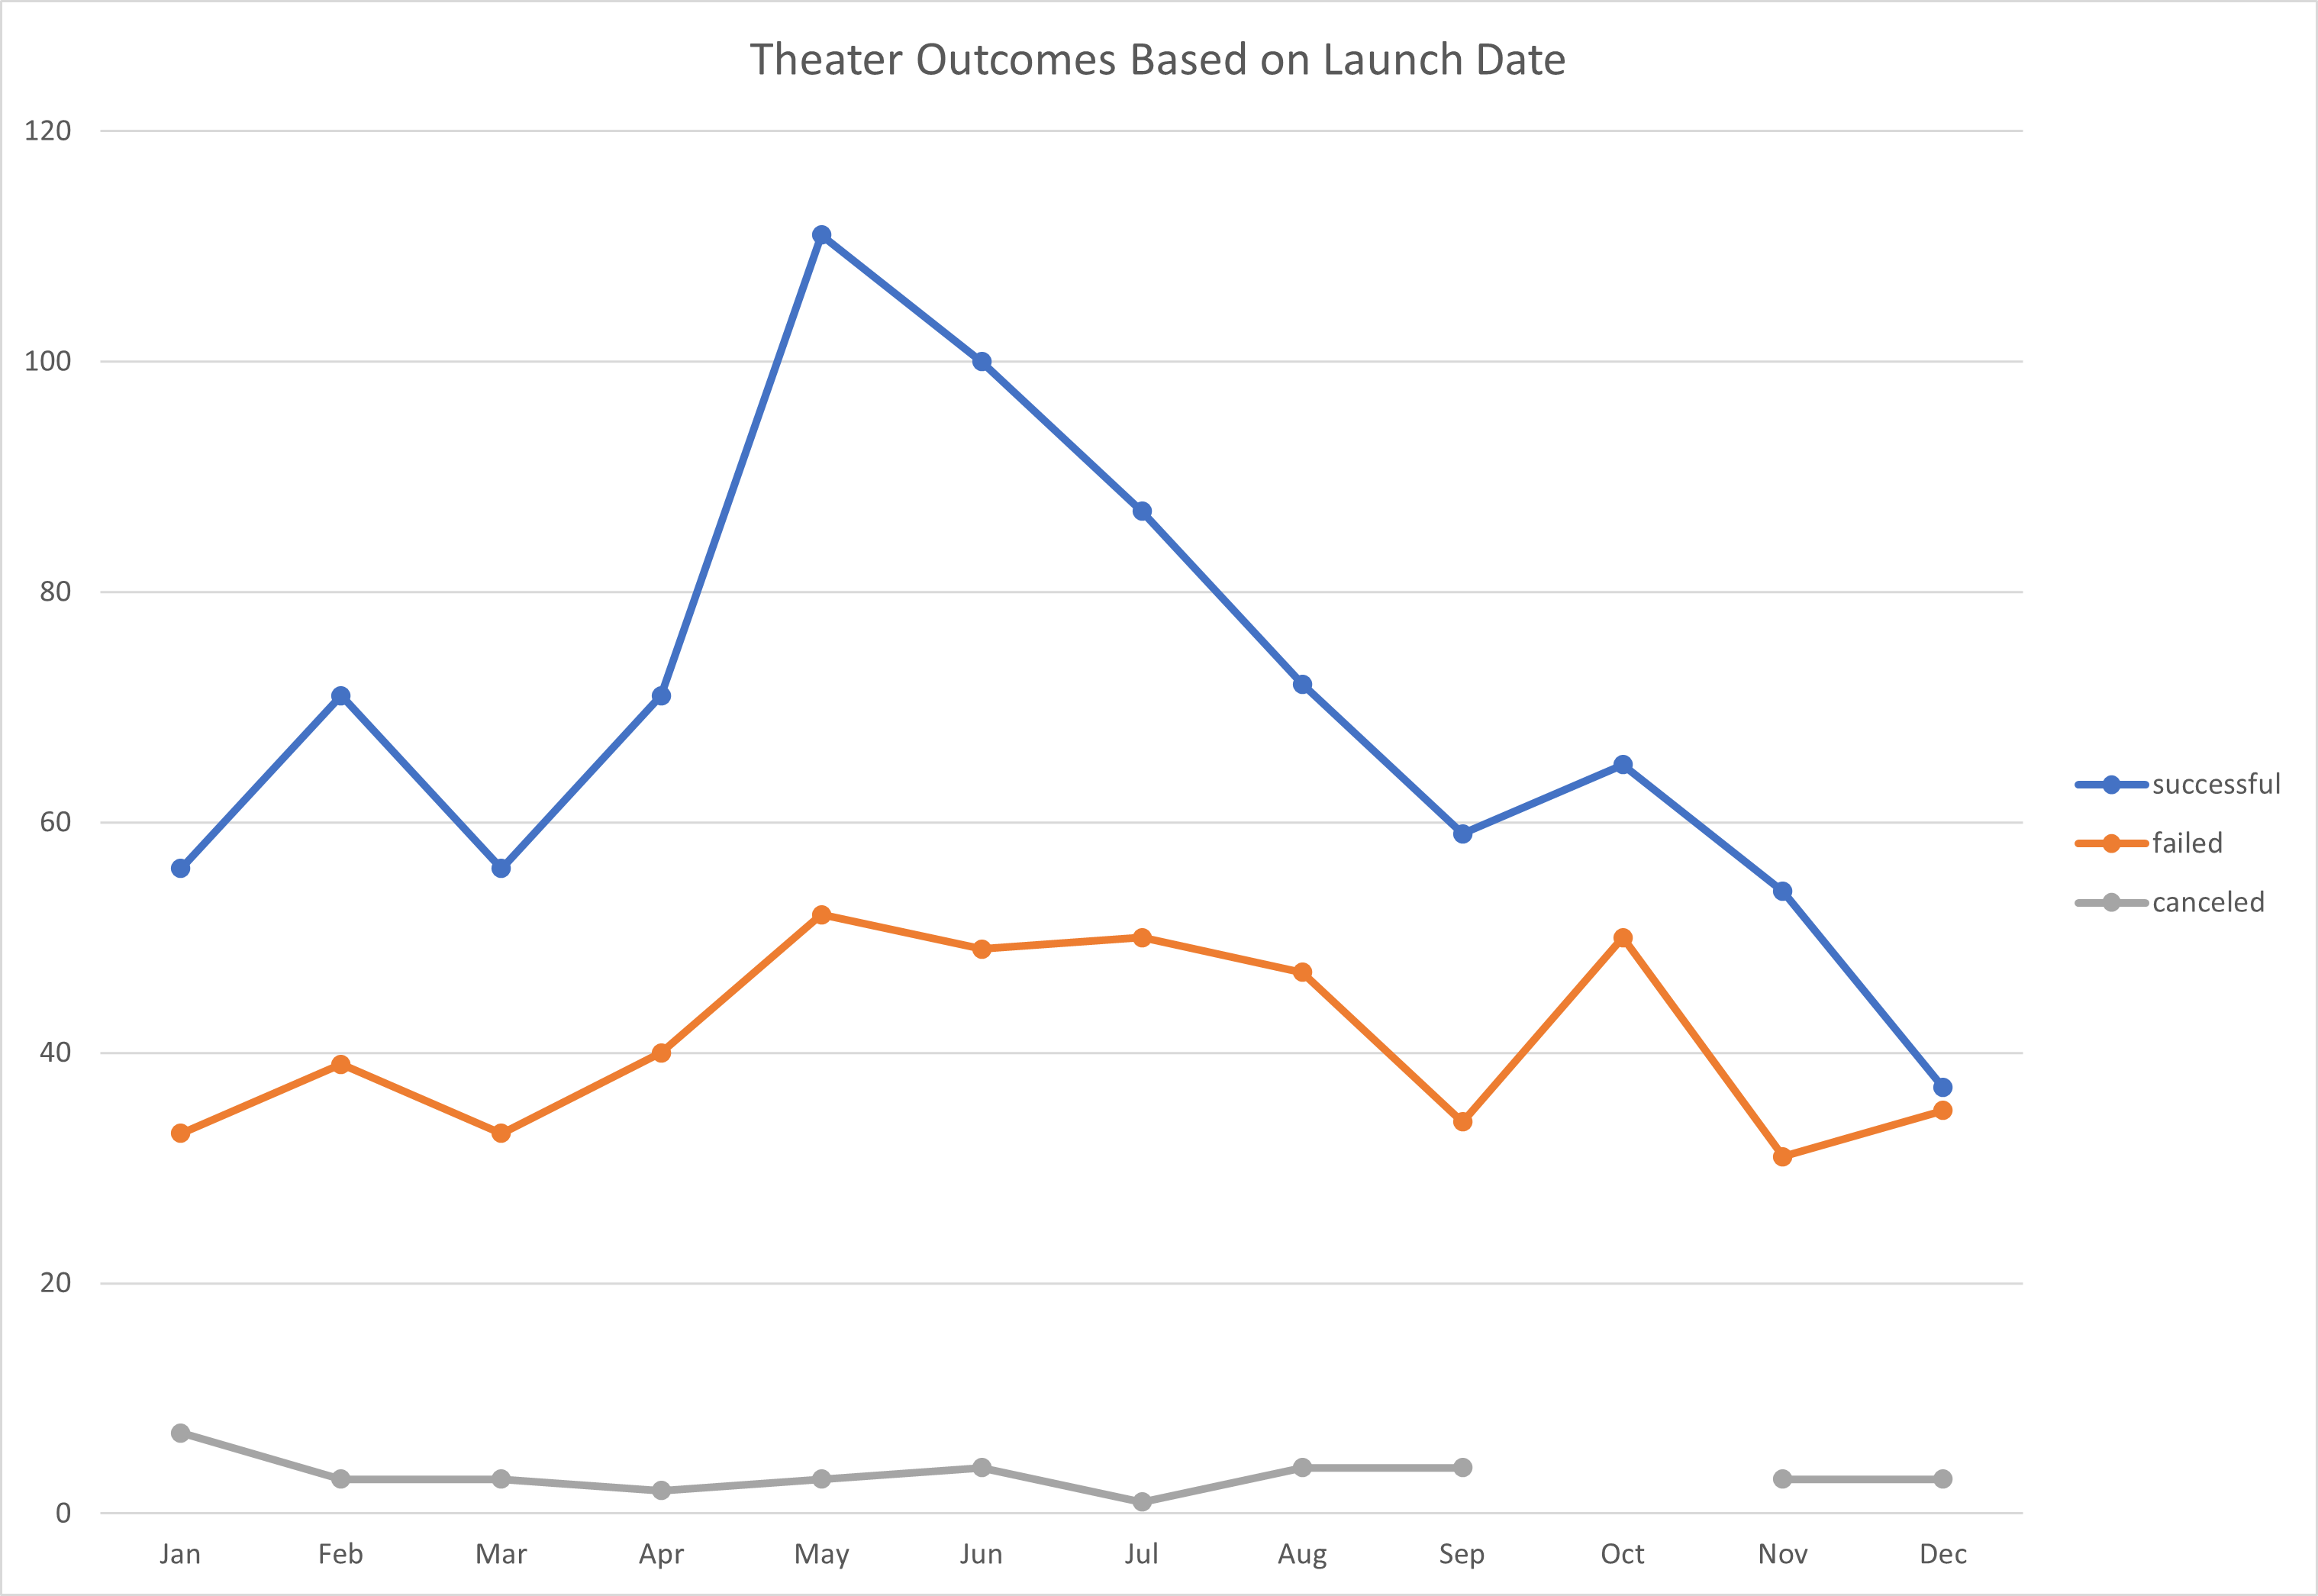 Theater Outcomes Based on Launch Date
120
100
80
60
40
20
0
Jan Feb Mar Apr May Jun Jul Aug Sep Oct Nov Dec
successful
failed
canceled